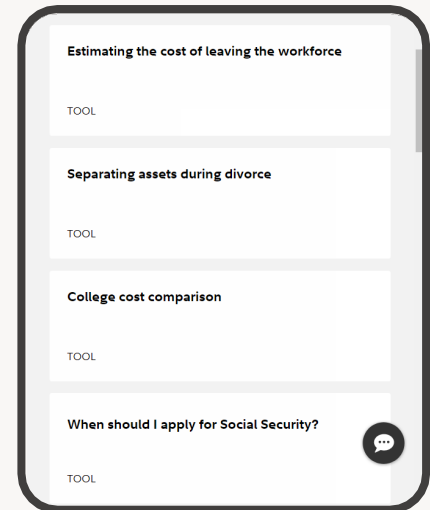 Estimating the cost of leaving the workforce
TOOL
Separating assets during divorce
TOOL
College cost comparison
TOOL
When should I apply for Social Security?
TOOL